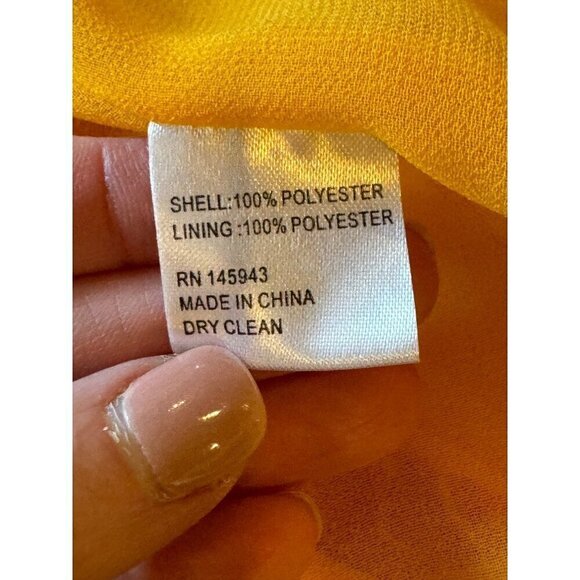 SHELL:100% POLYESTER
LINING :100% POLYESTER
RN 145943
MADE IN CHINA
DRY CLEAN